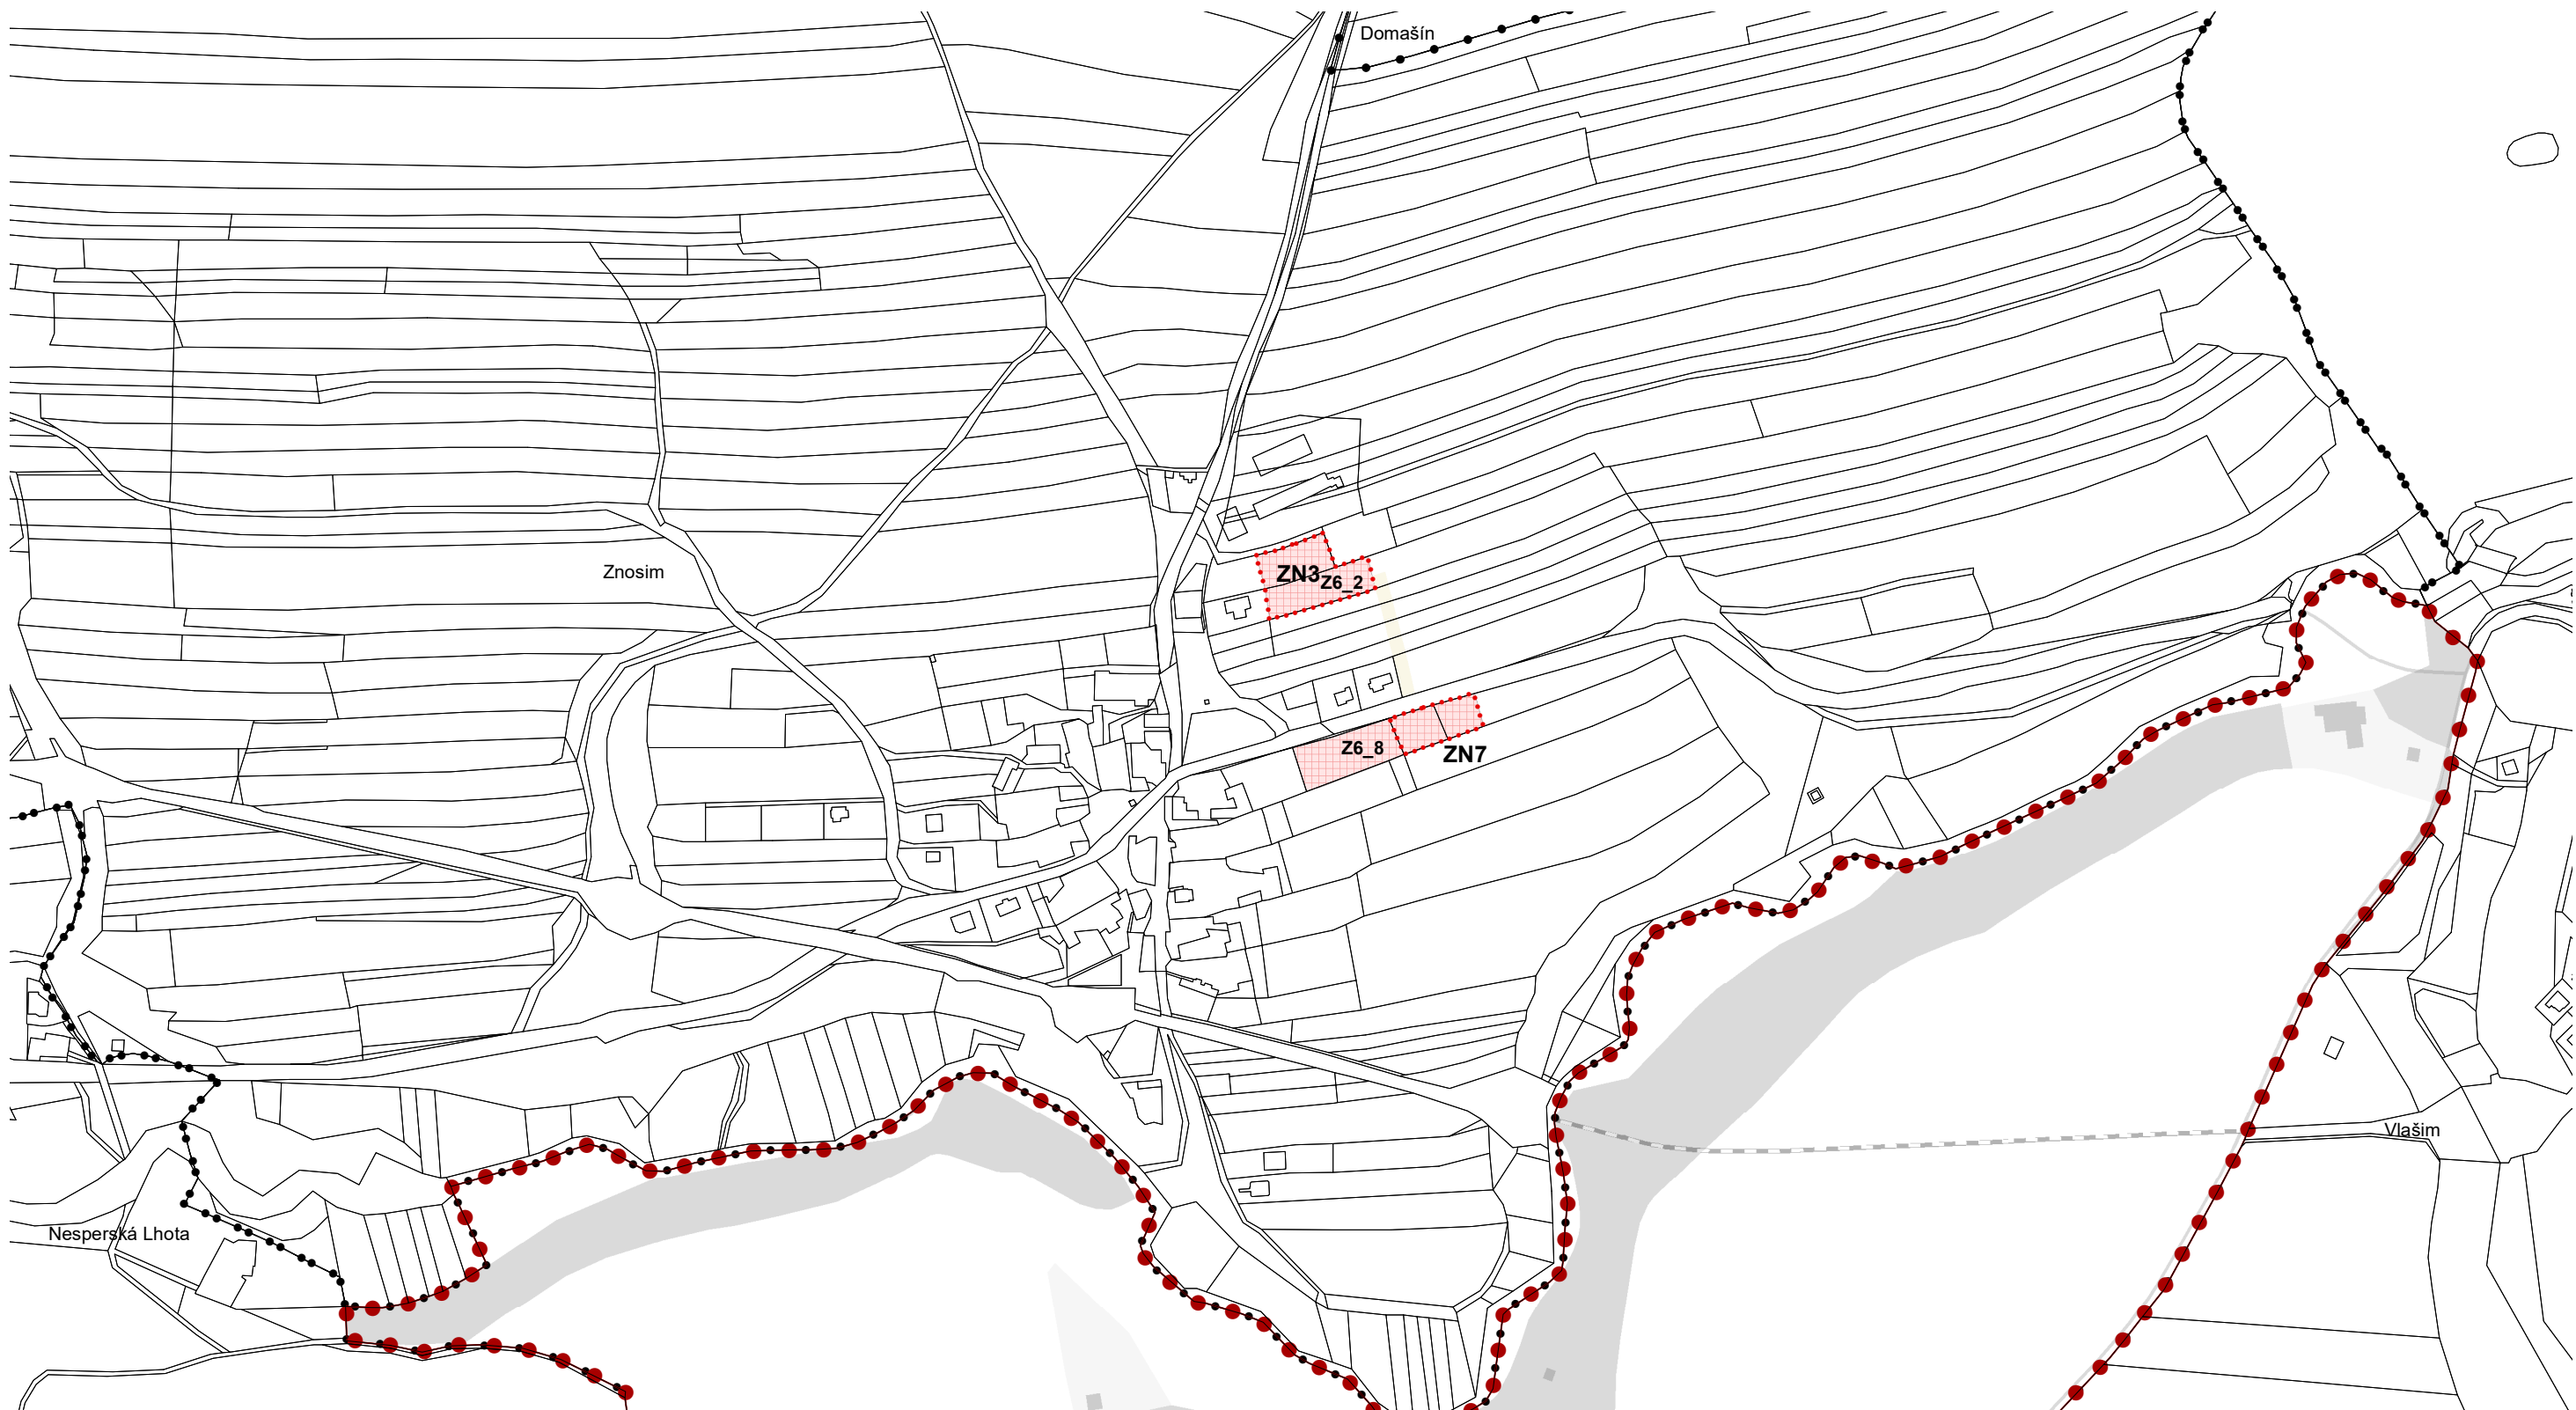 Domašín
Znosim
ZN3
Z6_2
Z6_8
ZN7
Vlašim
Nesperská Lhota